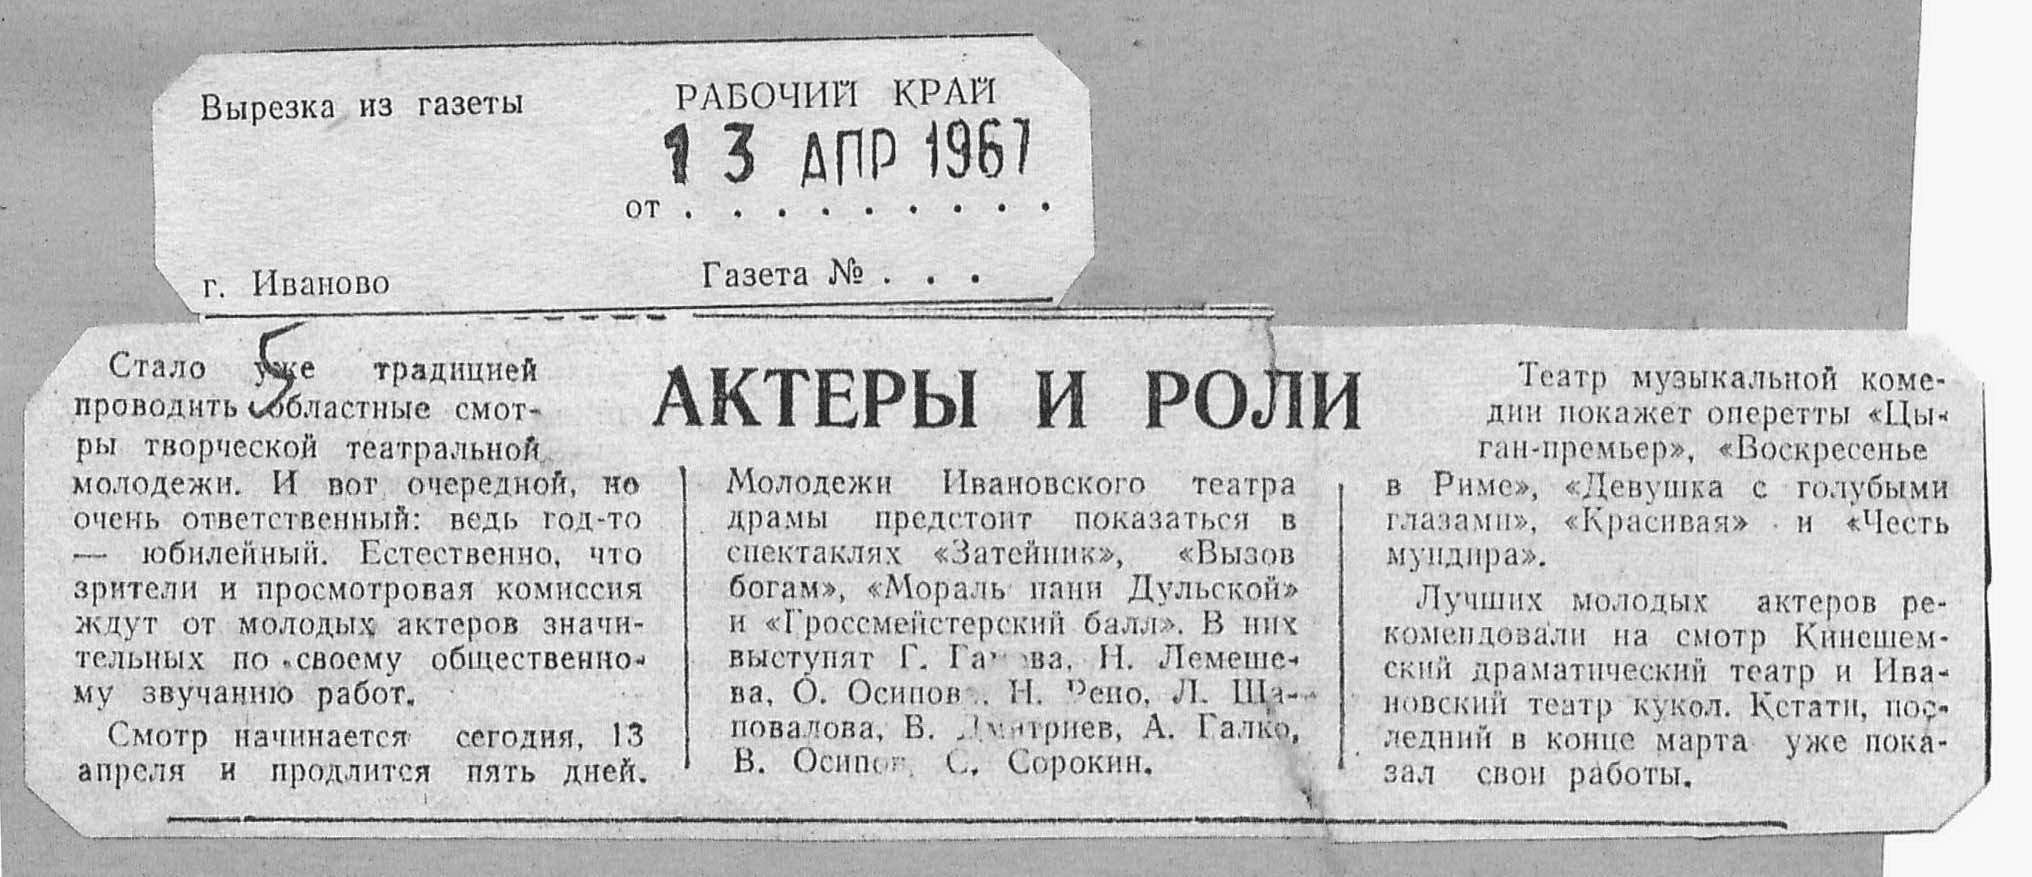 Вырезка из газеты
РАБОЧИЙ КРАЙ
13 АПР 1967
от . . . . . . . . .
г. Иваново
Газета № . . .
5
АКТЕРЫ И РОЛИ
Стало уже традицией
проводить областные смот-
ры творческой театральной
молодежи. И вот очередной, но
очень ответственный: ведь год-то
— юбилейный. Естественно, что
зрители и просмотровая комиссия
ждут от молодых актеров значи-
тельных по своему общественно-
му звучанию работ.
Смотр начинается сегодня, 13
апреля и продлится пять дней.
Молодежи Ивановского театра
драмы предстоит показаться в
спектаклях «Затейник», «Вызов
богам», «Мораль пани Дульской»
и «Гроссмейстерский балл». В них
выступят Г. Н. Лемеше-
ва, О. Осипов Н. Л. Ша-
повалова, В. Дмитриев, А. Галко,
В. Осипов, С. Сорокин.
Театр музыкальной коме-
дии покажет оперетты «Цы-
ган-премьер», «Воскресенье
в Риме», «Девушка с голубыми
глазами», «Красивая» и «Честь
мундира».
Лучших молодых актеров ре-
комендовали на смотр Кинешем-
ский драматический театр и Ива-
новский театр кукол. Кстати, пос-
ледний в конце марта уже пока-
зал свои работы.